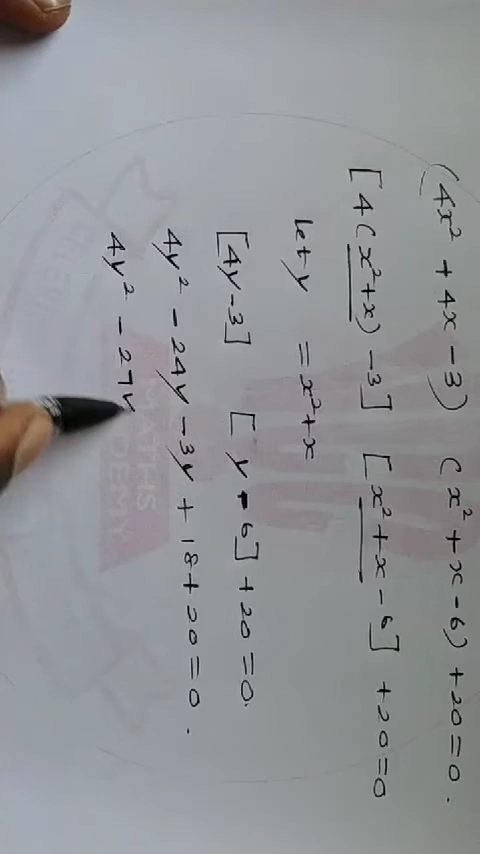 (4x² + 4x - 3) (x² + x - 6) + 20 = 0.
[4(x² + x) - 3] [x² + x - 6] + 20 = 0
let y = x² + x
[4y - 3] [y - 6] + 20 = 0.
4y² - 24y - 3y + 18 + 20 = 0.
4y² - 27y
MATHS